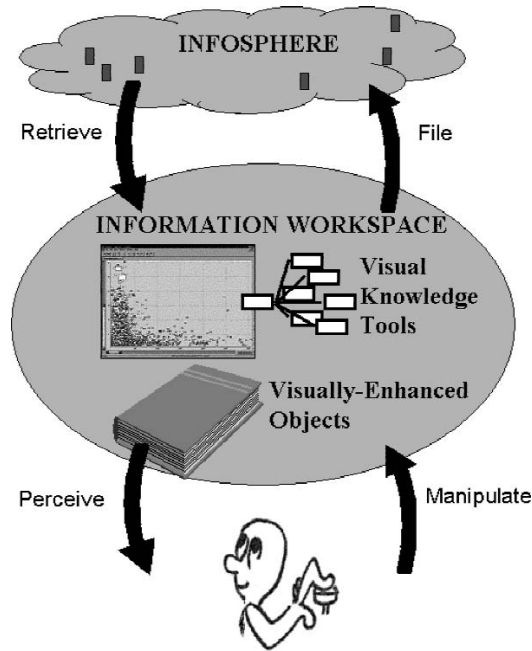 INFOSPHERE
Retrieve
File
INFORMATION WORKSPACE
Visual
Knowledge
Tools
Visually-Enhanced
Objects
Perceive
Manipulate